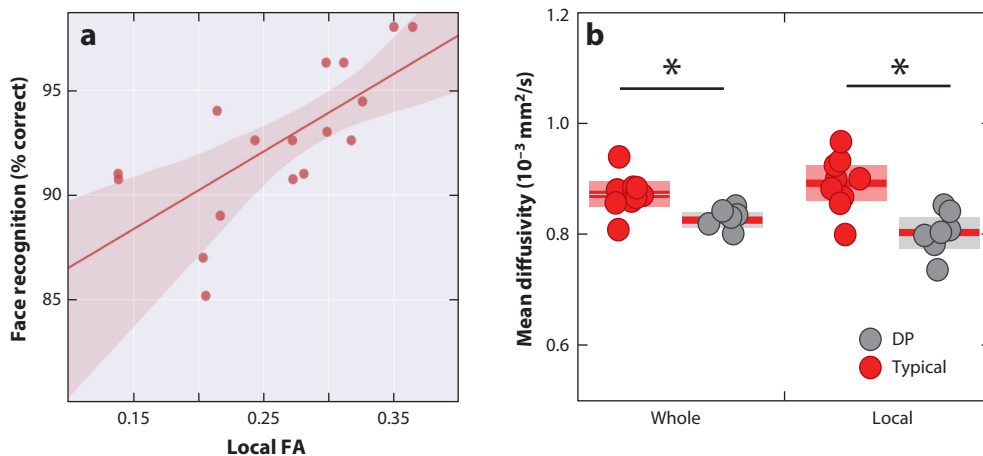 a
Face recognition (% correct)
95
90
85
0.15
0.25
0.35
Local FA
b
Mean diffusivity (10⁻³ mm²/s)
1.2
1.0
0.8
0.6
*
*
DP
Typical
Whole
Local